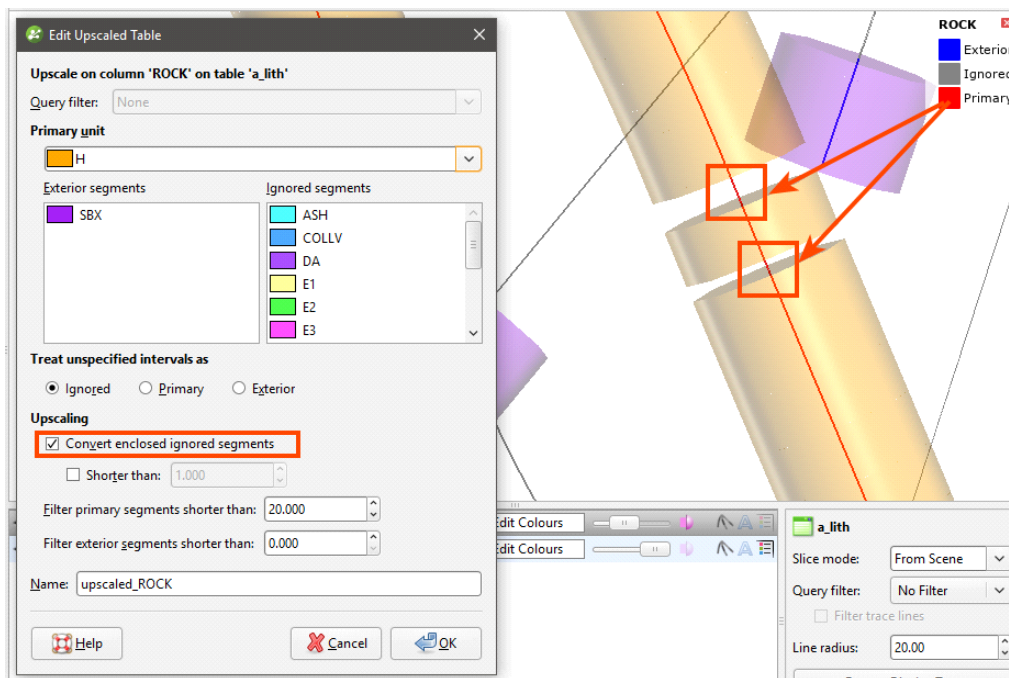 Edit Upscaled Table
Upscale on column 'ROCK' on table 'a_lith'
Query filter: None
Primary unit
H
Exterior segments
SBX
Ignored segments
ASH
COLLV
DA
E1
E2
E3
Treat unspecified intervals as
Ignored Primary Exterior
Upscaling
Convert enclosed ignored segments
Shorter than: 1.000
Filter primary segments shorter than: 20.000
Filter exterior segments shorter than: 0.000
Name: upscaled_ROCK
Help Cancel OK
ROCK
Exterior
Ignored
Primary
Edit Colours
Edit Colours
a_lith
Slice mode: From Scene
Query filter: No Filter
Filter trace lines
Line radius: 20.00